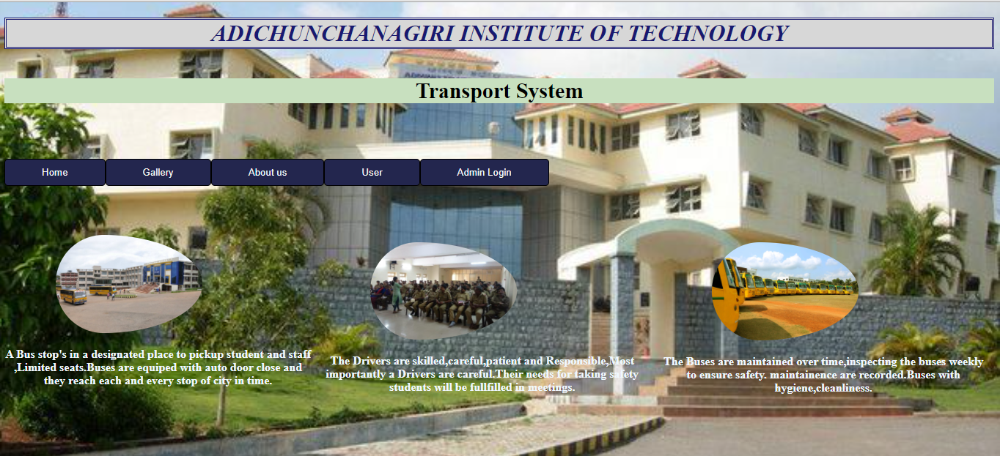 ADICHUNCHANAGIRI INSTITUTE OF TECHNOLOGY
Transport System
Home
Gallery
About us
User
Admin Login
A Bus stop's in a designated place to pickup student and staff
,Limited seats.Buses are equiped with auto door close and
they reach each and every stop of city in time.
The Drivers are skilled,careful,patient and Responsible,Most
importantly a Drivers are careful.Their needs for taking safety
students will be fullfilled in meetings.
The Buses are maintained over time,inspecting the buses weekly
to ensure safety. maintainence are recorded.Buses with
hygiene,cleanliness.